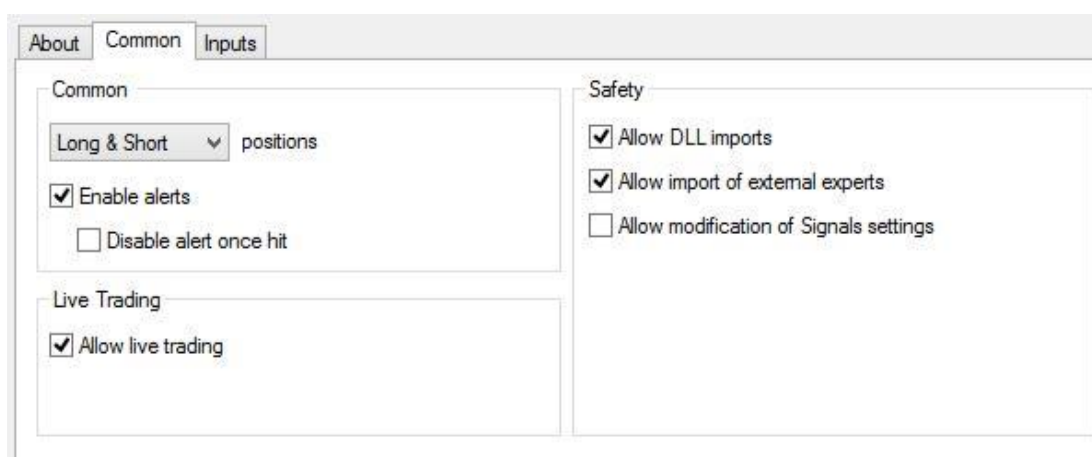 About Common Inputs
Common
Long & Short positions
Enable alerts
Disable alert once hit
Live Trading
Allow live trading
Safety
Allow DLL imports
Allow import of external experts
Allow modification of Signals settings